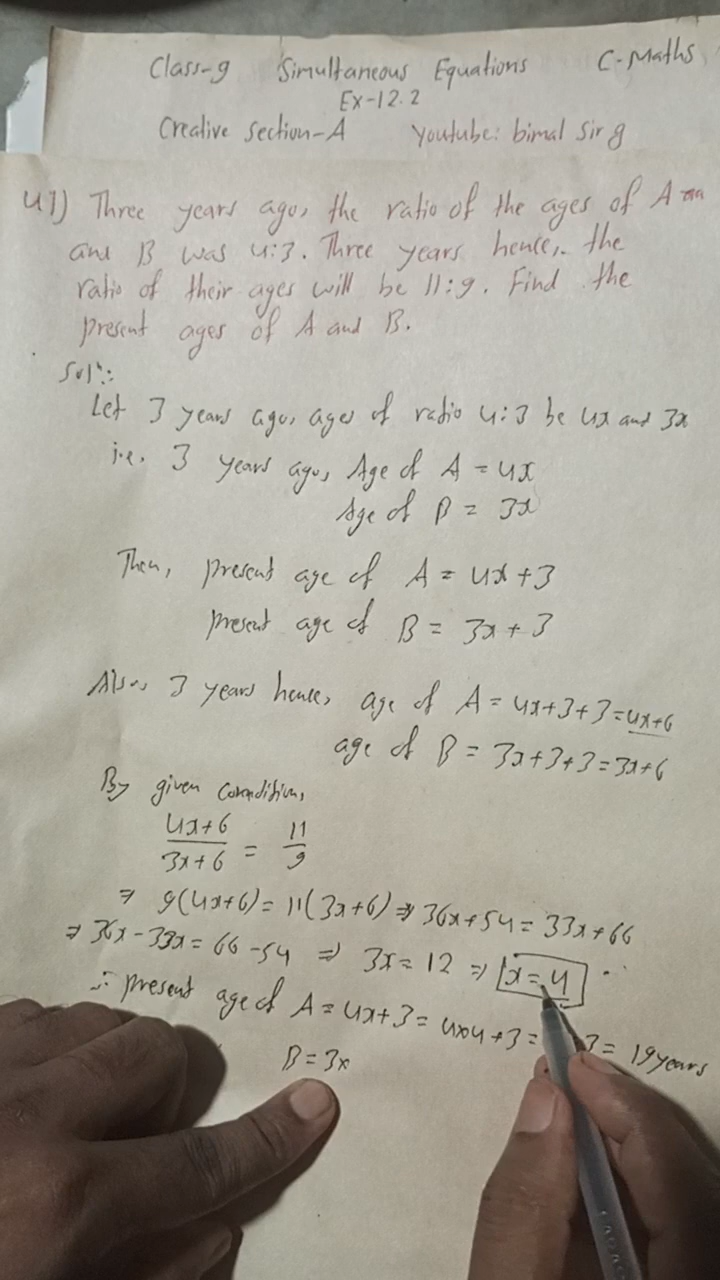 Class-9 Simultaneous Equations C-Maths
Ex-12.2
Creative Section-A Youtube: bimal Sir g
41) Three years ago, the ratio of the ages of A
and B was 4:3. Three years hence, the
ratio of their ages will be 11:9. Find the
present ages of A and B.
Solⁿ:
Let 3 years ago, ages of ratio 4:3 be 4x and 3x
i.e. 3 years ago, Age of A = 4x
Age of B = 3x
Then, present age of A = 4x+3
present age of B = 3x+3
Also, 3 years hence, age of A = 4x+3+3=4x+6
age of B = 3x+3+3=3x+6
By given condition,
4x+6/3x+6 = 11/9
⇒ 9(4x+6)=11(3x+6) ⇒ 36x+54=33x+66
⇒ 36x-33x=66-54 ⇒ 3x=12 ⇒ x=4
∴ present age of A = 4x+3 = 4×4+3 = 3 = 19years
B = 3x